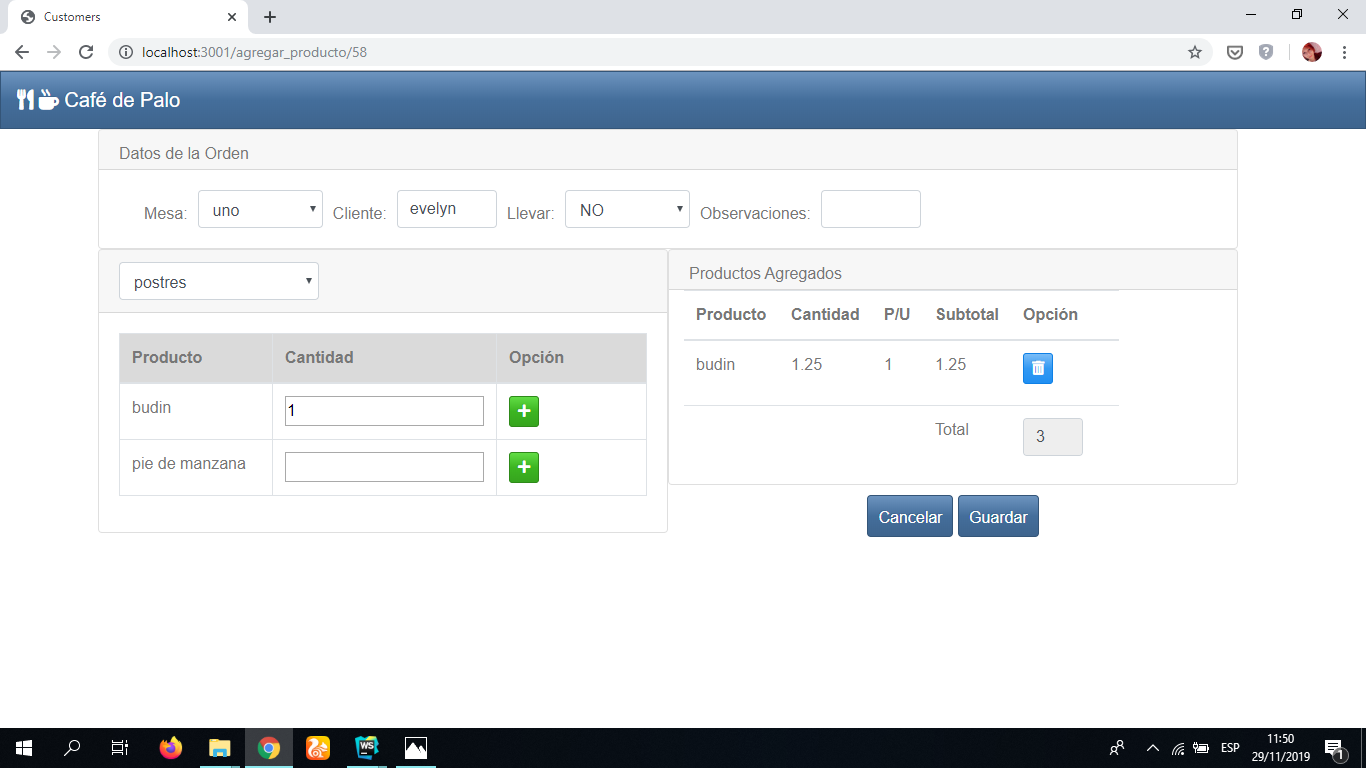 Customers
localhost:3001/agregar_producto/58
Café de Palo
Datos de la Orden
Mesa: uno Cliente: evelyn Llevar: NO Observaciones:
postres
Producto Cantidad Opción
budin 1
pie de manzana
Productos Agregados
Producto Cantidad P/U Subtotal Opción
budin 1.25 1 1.25
Total 3
Cancelar Guardar
WS
ESP
11:50
29/11/2019
1